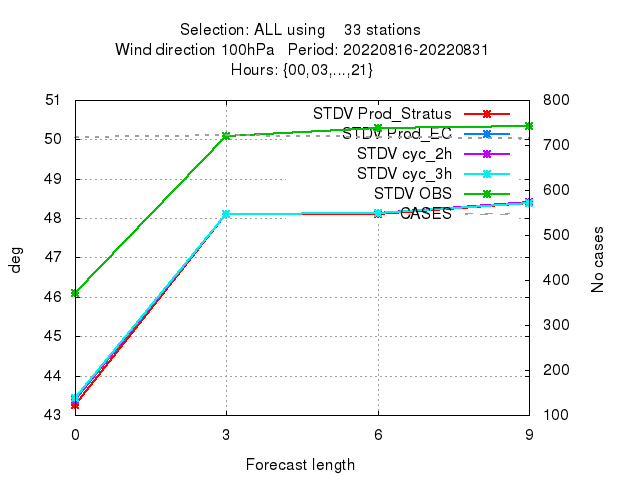 Selection: ALL using 33 stations
Wind direction 100hPa Period: 20220816-20220831
Hours: {00,03,...,21}
51
50
49
48
47
46
45
44
43
deg
800
700
600
500
400
300
200
100
No cases
STDV Prod_Stratus
STDV Prod_EC
STDV cyc_2h
STDV cyc_3h
STDV OBS
CASES
0
3
6
9
Forecast length